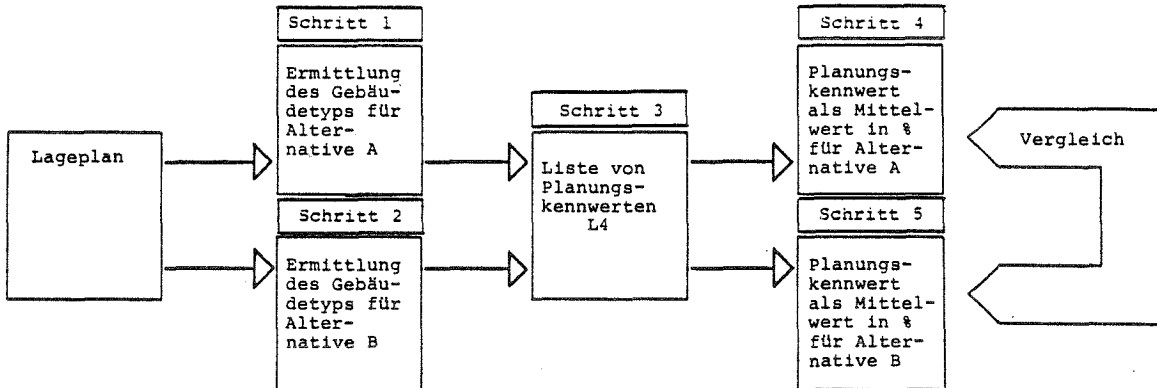 Lageplan
Schritt 1
Ermittlung
des Gebäu-
detyps für
Alter-
native A
Schritt 2
Ermittlung
des Gebäu-
detyps für
Alter-
native B
Schritt 3
Liste von
Planungs-
kennwerten
L4
Schritt 4
Planungs-
kennwert
als Mittel-
wert in %
für Alter-
native A
Schritt 5
Planungs-
kennwert
als Mittel-
wert in %
für Alter-
native B
Vergleich